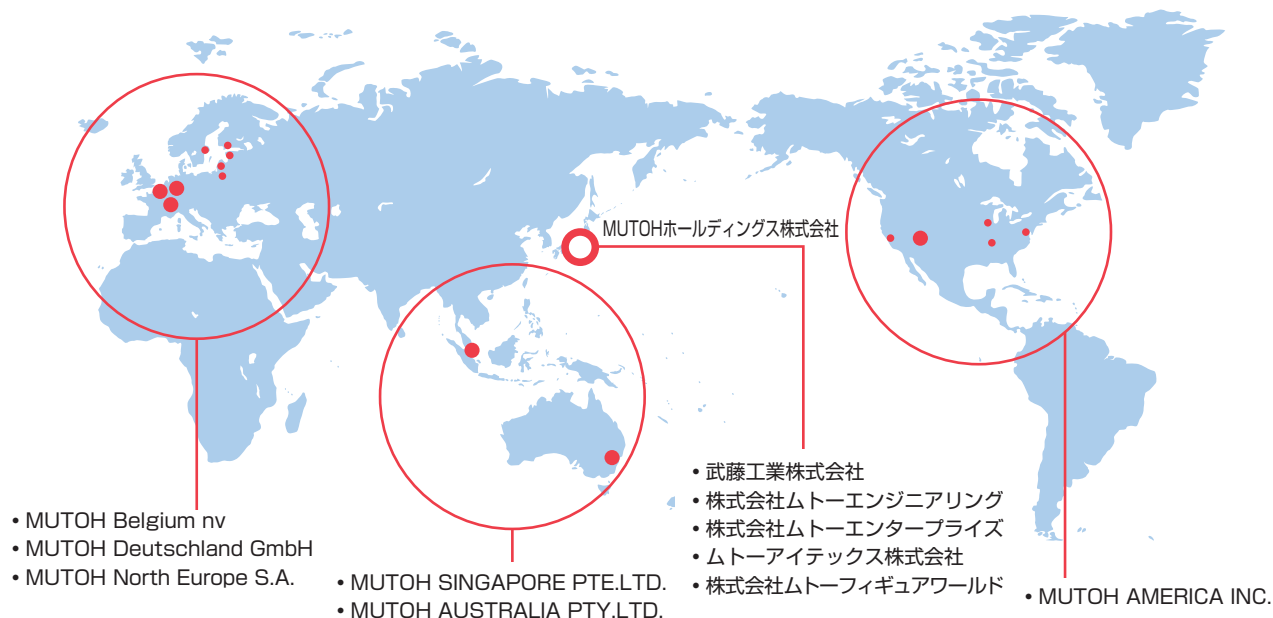 MUTOHホールディングス株式会社
• MUTOH Belgium nv
• MUTOH Deutschland GmbH
• MUTOH North Europe S.A.
• MUTOH SINGAPORE PTE.LTD.
• MUTOH AUSTRALIA PTY.LTD.
• 武藤工業株式会社
• 株式会社ムトーエンジニアリング
• 株式会社ムトーエンタープライズ
• ムトーアイテックス株式会社
• 株式会社ムトーフィギュアワールド
• MUTOH AMERICA INC.